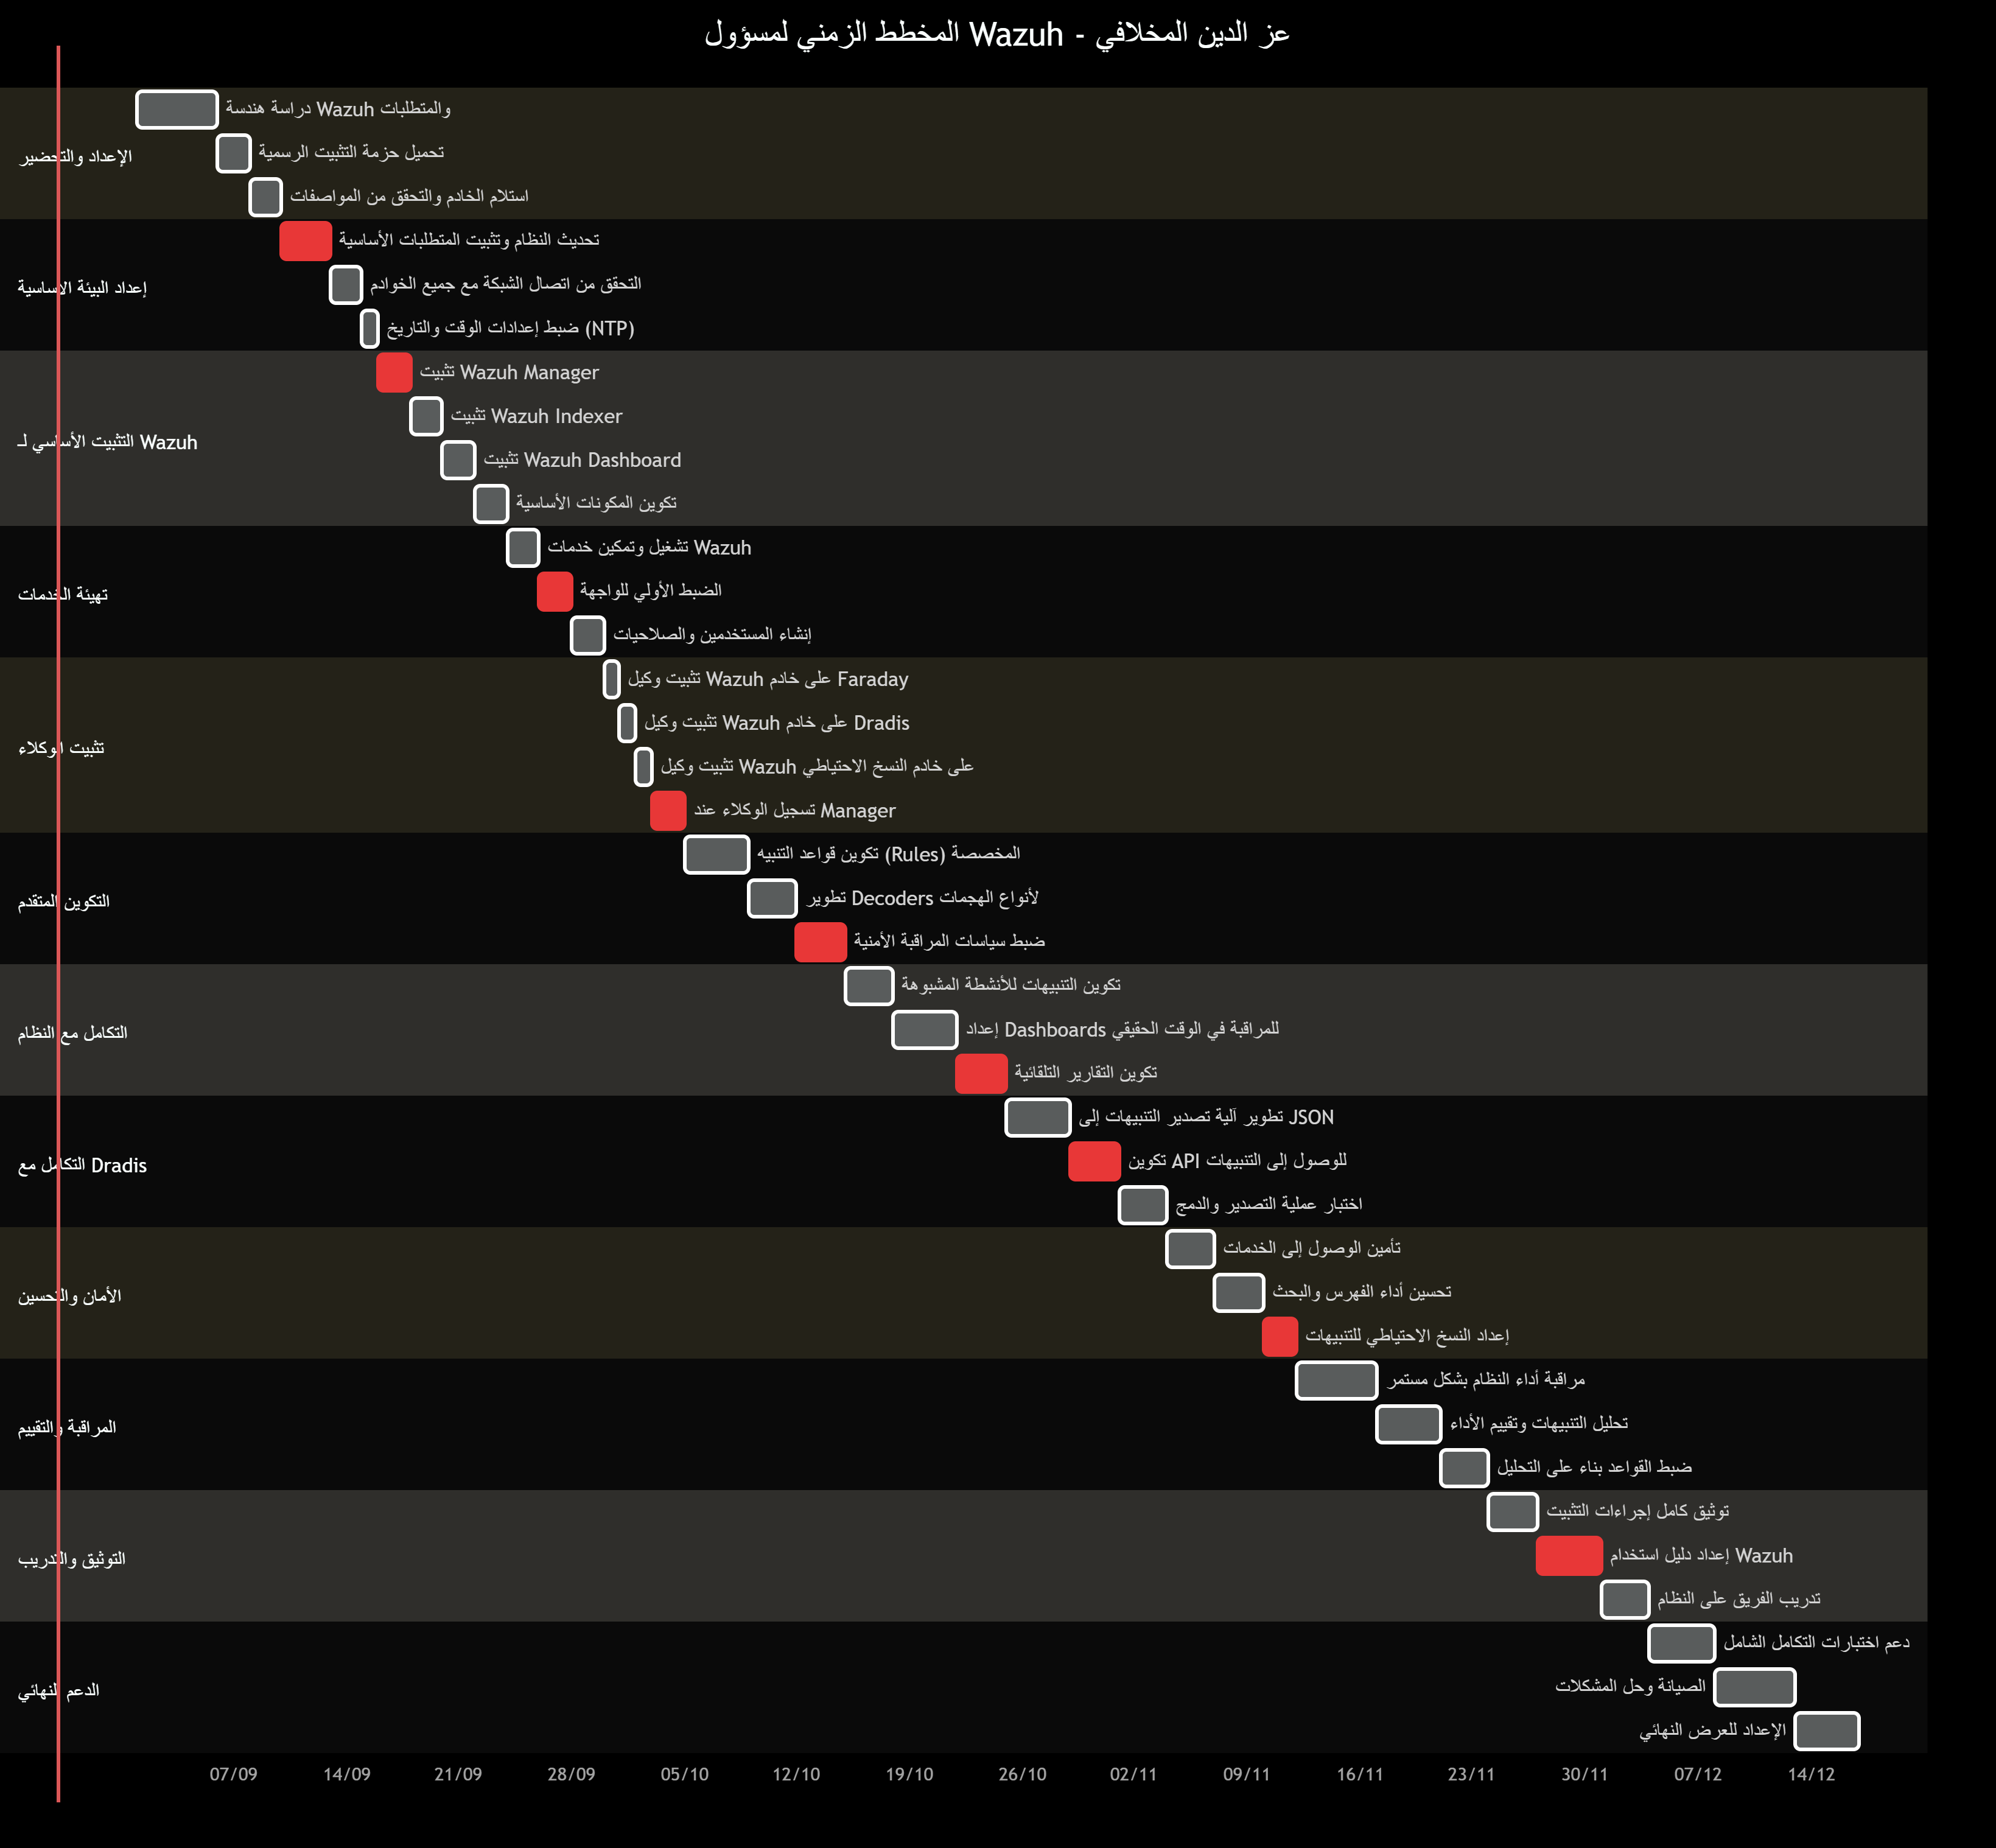 المخطط الزمني لمسؤول Wazuh - عز الدين المخلافي
الإعداد والتحضير
دراسة هندسة Wazuh والمتطلبات
تحميل حزمة التثبيت الرسمية
استلام الخادم والتحقق من المواصفات
إعداد البيئة الاساسية
تحديث النظام وتثبيت المتطلبات الأساسية
التحقق من اتصال الشبكة مع جميع الخوادم
ضبط إعدادات الوقت والتاريخ (NTP)
التثبيت الأساسي لـ Wazuh
تثبيت Wazuh Manager
تثبيت Wazuh Indexer
تثبيت Wazuh Dashboard
تكوين المكونات الأساسية
تهيئة الخدمات
تشغيل وتمكين خدمات Wazuh
الضبط الأولي للواجهة
إنشاء المستخدمين والصلاحيات
تثبيت الوكلاء
تثبيت وكيل Wazuh على خادم Faraday
تثبيت وكيل Wazuh على خادم Dradis
تثبيت وكيل Wazuh على خادم النسخ الاحتياطي
تسجيل الوكلاء عند Manager
التكوين المتقدم
تكوين قواعد التنبيه (Rules) المخصصة
تطوير Decoders لأنواع الهجمات
ضبط سياسات المراقبة الأمنية
التكامل مع النظام
تكوين التنبيهات للأنشطة المشبوهة
إعداد Dashboards للمراقبة في الوقت الحقيقي
تكوين التقارير التلقائية
التكامل مع Dradis
تطوير آلية تصدير التنبيهات إلى JSON
تكوين API للوصول إلى التنبيهات
اختبار عملية التصدير والدمج
الأمان والتحسين
تأمين الوصول إلى الخدمات
تحسين أداء الفهرس والبحث
إعداد النسخ الاحتياطي للتنبيهات
المراقبة والتقييم
مراقبة أداء النظام بشكل مستمر
تحليل التنبيهات وتقييم الأداء
ضبط القواعد بناء على التحليل
التوثيق والتدريب
توثيق كامل إجراءات التثبيت
إعداد دليل استخدام Wazuh
تدريب الفريق على النظام
الدعم النهائي
دعم اختبارات التكامل الشامل
الصيانة وحل المشكلات
الإعداد للعرض النهائي
07/09 14/09 21/09 28/09 05/10 12/10 19/10 26/10 02/11 09/11 16/11 23/11 30/11 07/12 14/12